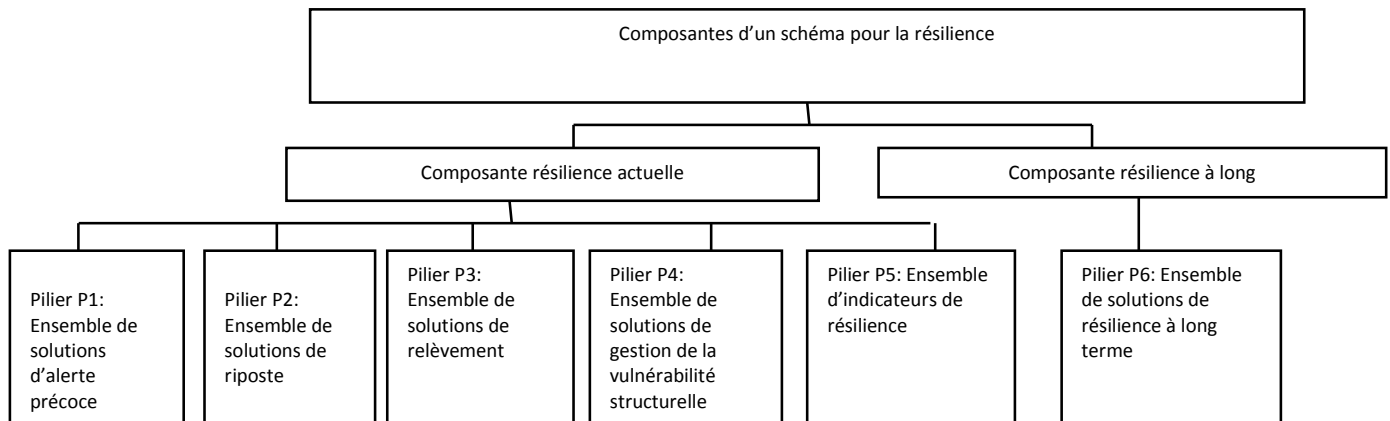 Composantes d’un schéma pour la résilience
Composante résilience actuelle
Composante résilience à long
Pilier P1:
Ensemble de
solutions
d’alerte
précoce
Pilier P2:
Ensemble de
solutions de
riposte
Pilier P3:
Ensemble de
solutions de
relèvement
Pilier P4:
Ensemble de
solutions de
gestion de la
vulnérabilité
structurelle
Pilier P5: Ensemble
d’indicateurs de
résilience
Pilier P6: Ensemble
de solutions de
résilience à long
terme